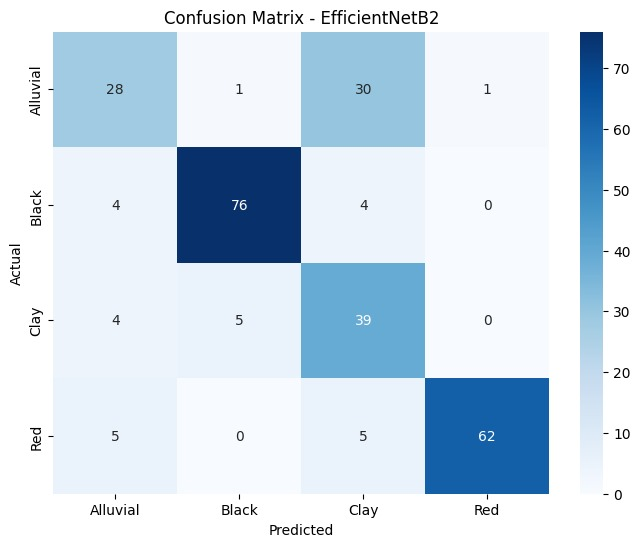 Confusion Matrix - EfficientNetB2
Actual
Alluvial 28 1 30 1
Black 4 76 4 0
Clay 4 5 39 0
Red 5 0 5 62
Alluvial Black Clay Red
Predicted
70
60
50
40
30
20
10
0